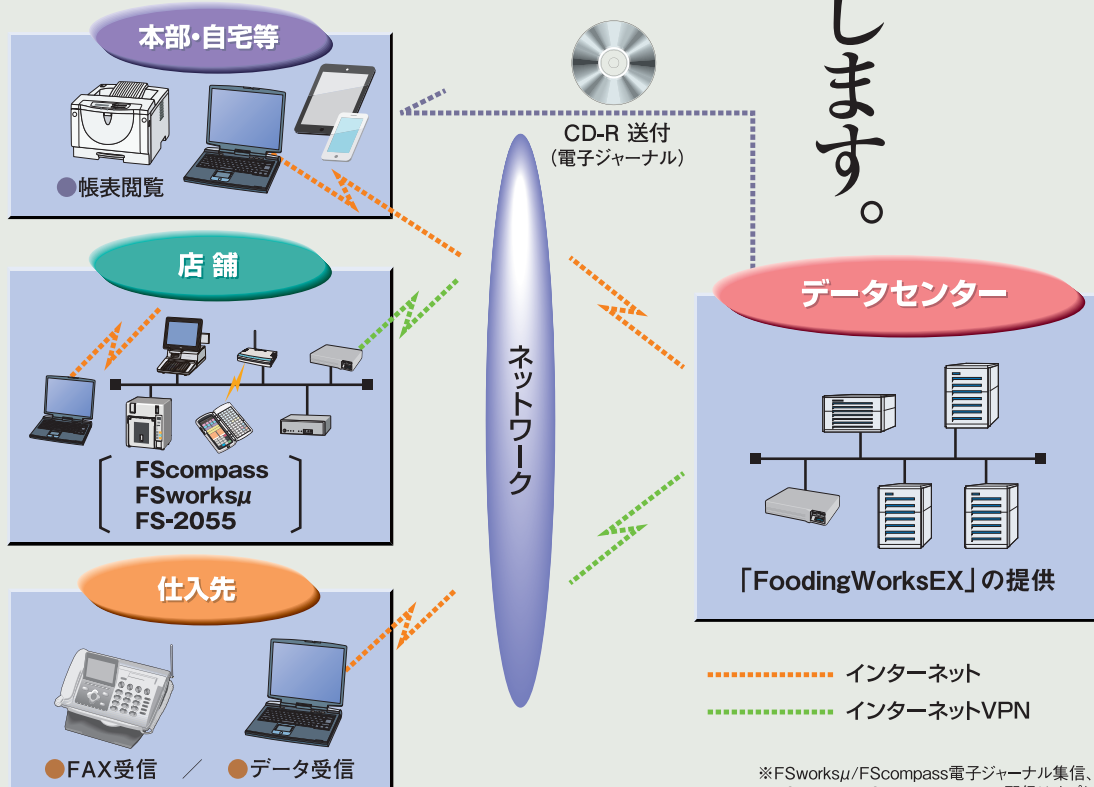 します。
本部・自宅等
●帳表閲覧
CD-R 送付
（電子ジャーナル）
店 舗
FScompass
FSworksμ
FS-2055
仕入先
●FAX受信 ／ ●データ受信
ネットワーク
データセンター
「FoodingWorksEX」の提供
インターネット
インターネットVPN
※FSworksμ/FScompass電子ジャーナル集信、